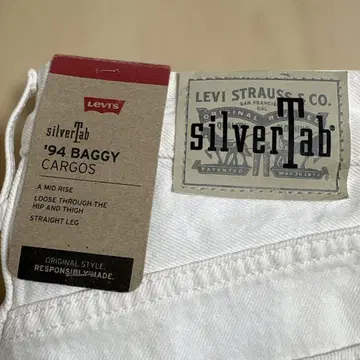 Levi's
silverTab
'94 BAGGY
CARGOS
A MID RISE
LOOSE THROUGH THE
HIP AND THIGH
STRAIGHT LEG
ORIGINAL STYLE.
RESPONSIBLY MADE.
LEVI STRAUSS & CO.
SAN FRANCISCO
CAL
silverTab®
PATENTED